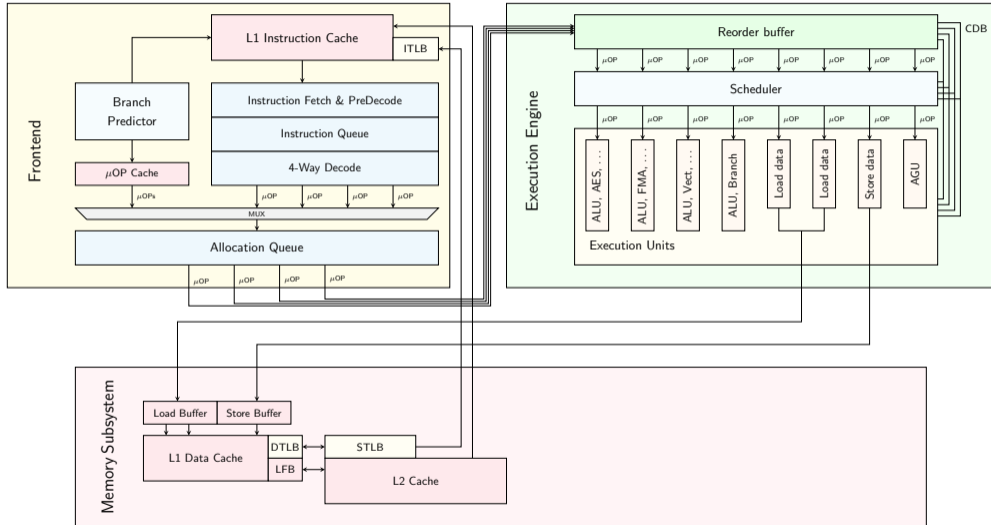 Frontend
L1 Instruction Cache
ITLB
Branch
Predictor
Instruction Fetch & PreDecode
Instruction Queue
4-Way Decode
μOP Cache
μOPs
μOP
μOP
μOP
μOP
MUX
Allocation Queue
μOP
μOP
μOP
μOP
Execution Engine
Reorder buffer
CDB
μOP
μOP
μOP
μOP
μOP
μOP
μOP
μOP
Scheduler
μOP
μOP
μOP
μOP
μOP
μOP
μOP
μOP
ALU, AES, . . .
ALU, FMA, . . .
ALU, Vect, . . .
ALU, Branch
Load data
Load data
Store data
AGU
Execution Units
Memory Subsystem
Load Buffer
Store Buffer
L1 Data Cache
DTLB
LFB
STLB
L2 Cache